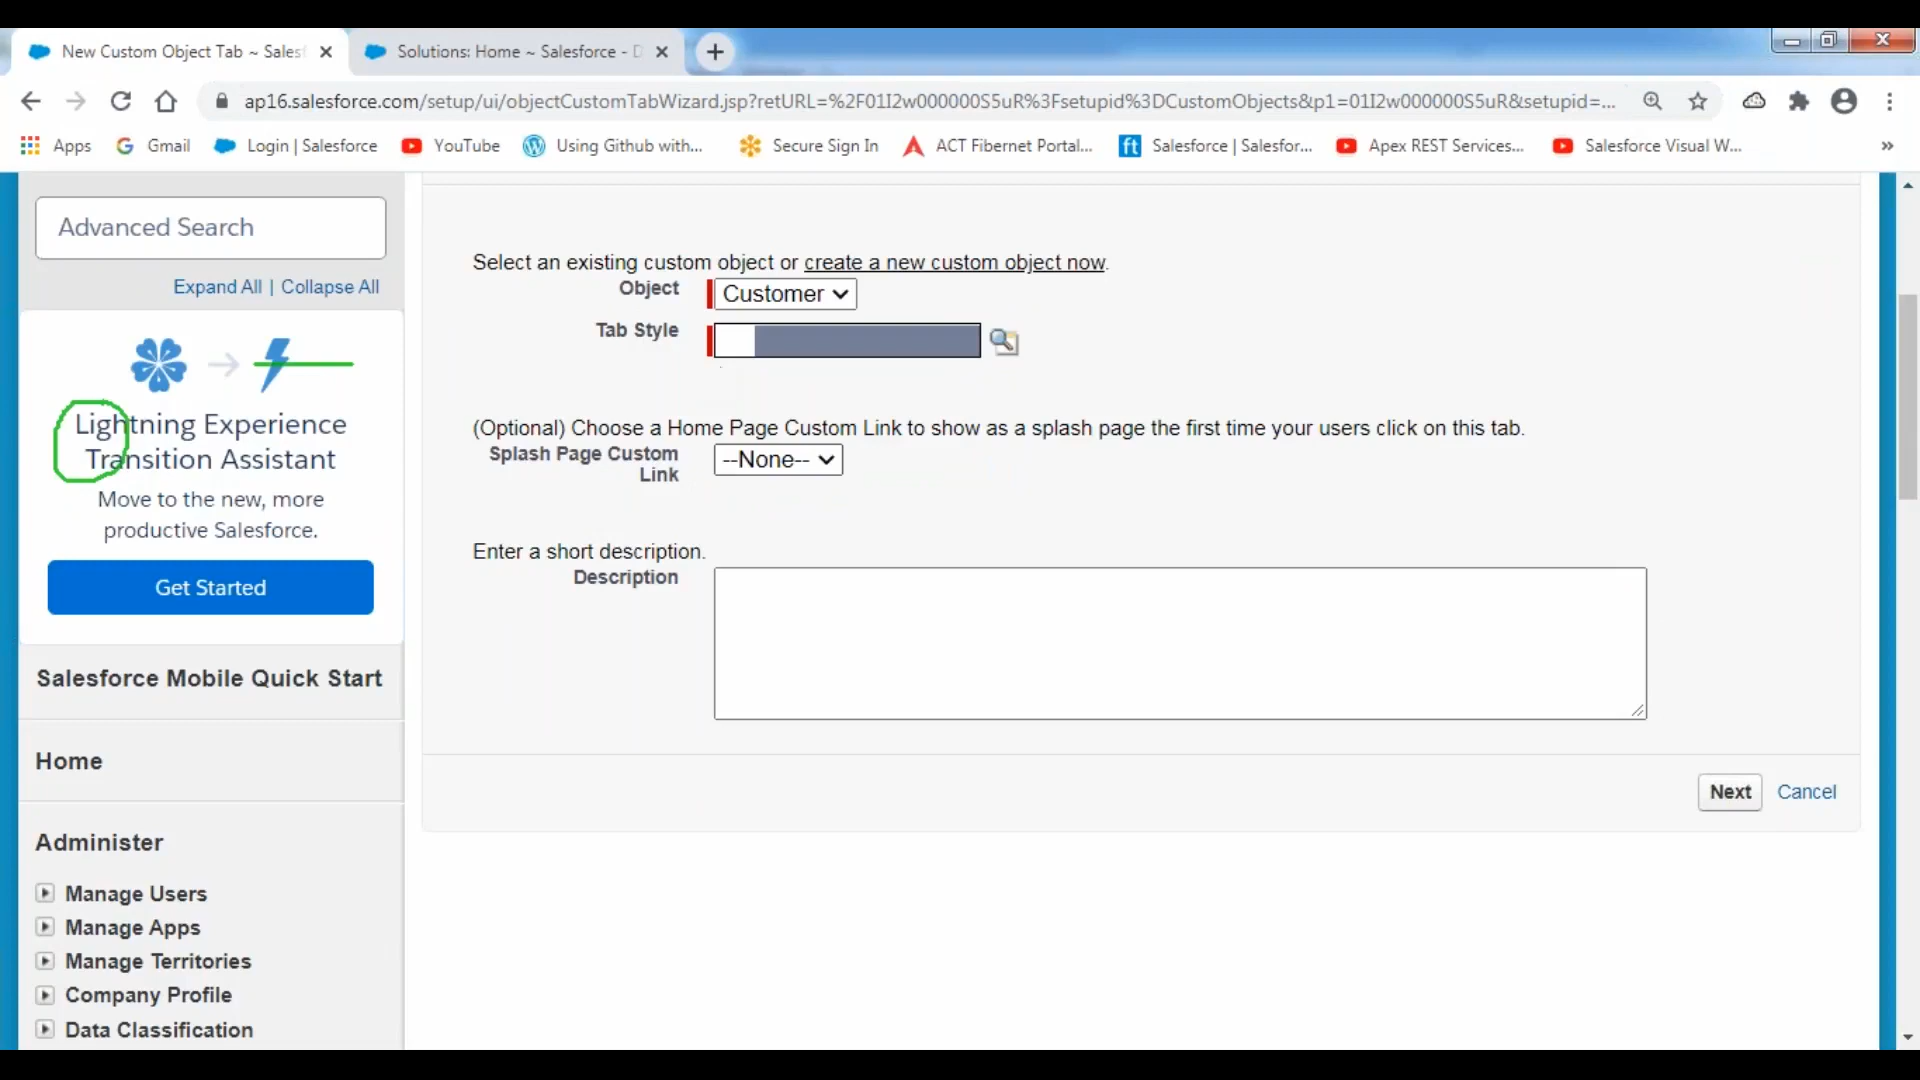 New Custom Object Tab ~ Salesf
Solutions: Home ~ Salesforce - D
ap16.salesforce.com/setup/ui/objectCustomTabWizard.jsp?retURL=%2F01I2w000000S5uR%3Fsetupid%3DCustomObjects&p1=01I2w000000S5uR&setupid=...
Apps
Gmail
Login | Salesforce
YouTube
Using Github with...
Secure Sign In
ACT Fibernet Portal...
ft
Salesforce | Salesfor...
Apex REST Services...
Salesforce Visual W...
»
Advanced Search
Expand All | Collapse All
Lightning Experience
Transition Assistant
Move to the new, more
productive Salesforce.
Get Started
Salesforce Mobile Quick Start
Home
Administer
Manage Users
Manage Apps
Manage Territories
Company Profile
Data Classification
Select an existing custom object or create a new custom object now.
Object
Customer
Tab Style
(Optional) Choose a Home Page Custom Link to show as a splash page the first time your users click on this tab.
Splash Page Custom
Link
--None--
Enter a short description.
Description
Next
Cancel